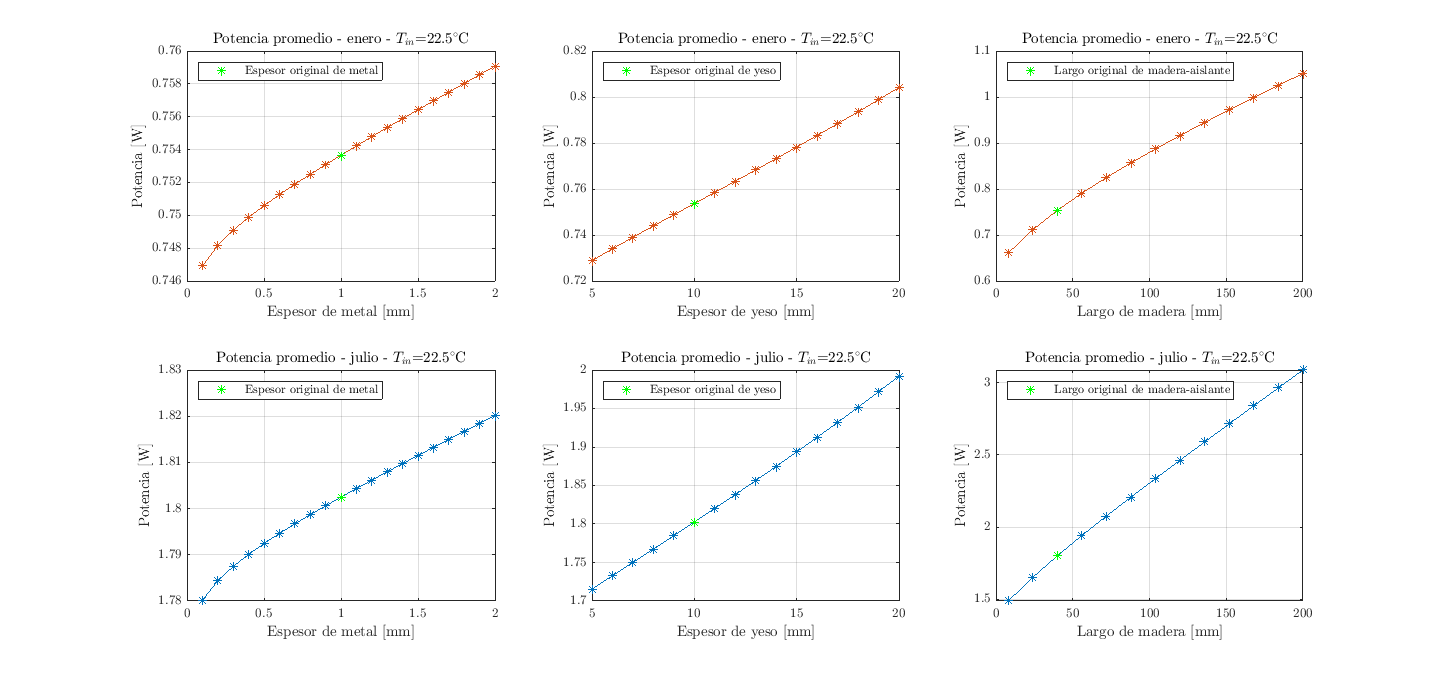 Potencia promedio - enero - T_in=22.5°C
Espesor original de metal
Potencia [W]
0.76
0.758
0.756
0.754
0.752
0.75
0.748
0.746
0 0.5 1 1.5 2
Espesor de metal [mm]
Potencia promedio - enero - T_in=22.5°C
Espesor original de yeso
Potencia [W]
0.82
0.8
0.78
0.76
0.74
0.72
5 10 15 20
Espesor de yeso [mm]
Potencia promedio - enero - T_in=22.5°C
Largo original de madera-aislante
Potencia [W]
1.1
1
0.9
0.8
0.7
0.6
0 50 100 150 200
Largo de madera [mm]
Potencia promedio - julio - T_in=22.5°C
Espesor original de metal
Potencia [W]
1.83
1.82
1.81
1.8
1.79
1.78
0 0.5 1 1.5 2
Espesor de metal [mm]
Potencia promedio - julio - T_in=22.5°C
Espesor original de yeso
Potencia [W]
2
1.95
1.9
1.85
1.8
1.75
1.7
5 10 15 20
Espesor de yeso [mm]
Potencia promedio - julio - T_in=22.5°C
Largo original de madera-aislante
Potencia [W]
3
2.5
2
1.5
0 50 100 150 200
Largo de madera [mm]